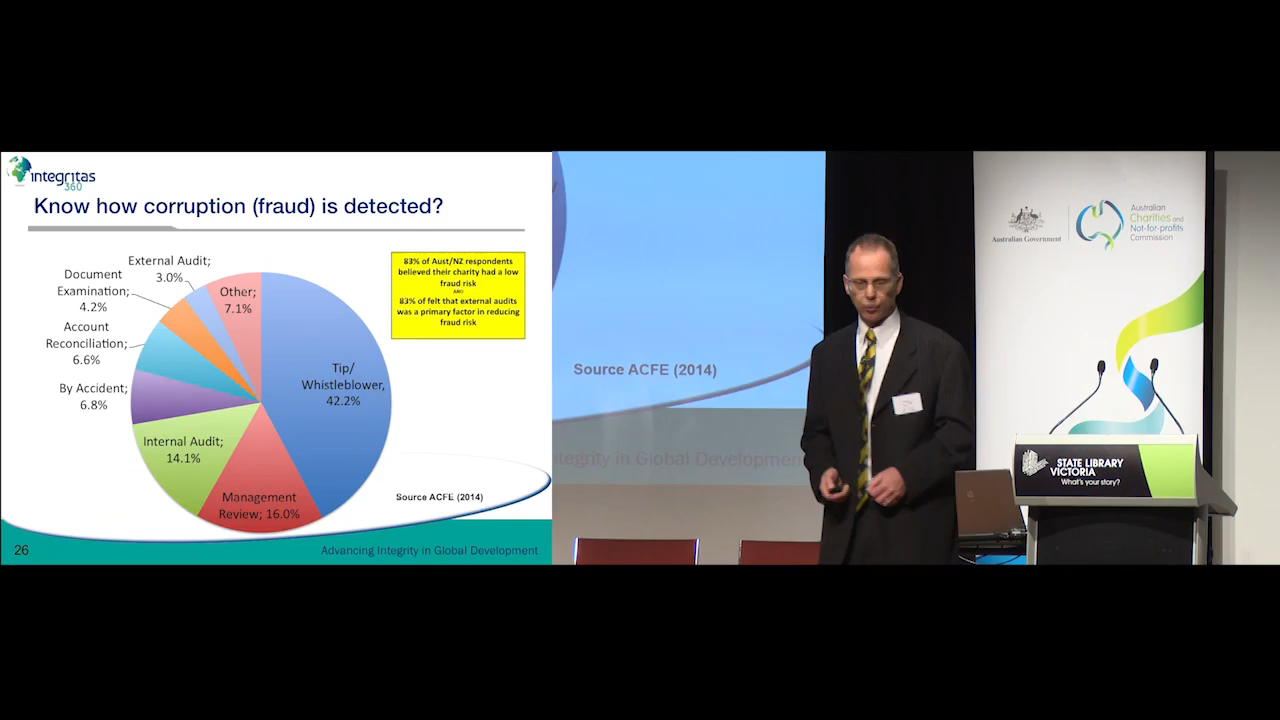 integritas
360
Know how corruption (fraud) is detected?
External Audit;
3.0%
Document
Examination;
4.2%
Account
Reconciliation;
6.6%
By Accident;
6.8%
Internal Audit;
14.1%
Management
Review; 16.0%
Other;
7.1%
Tip/
Whistleblower,
42.2%
83% of Aust/NZ respondents
believed their charity had a low
fraud risk
AND
83% of felt that external audits
was a primary factor in reducing
fraud risk
Source ACFE (2014)
26
Advancing Integrity in Global Development
Source ACFE (2014)
tegrity in Global Developmen
Australian Government
Australian
Charities and
Not-for-profits
Commission
STATE LIBRARY
VICTORIA
What's your story?